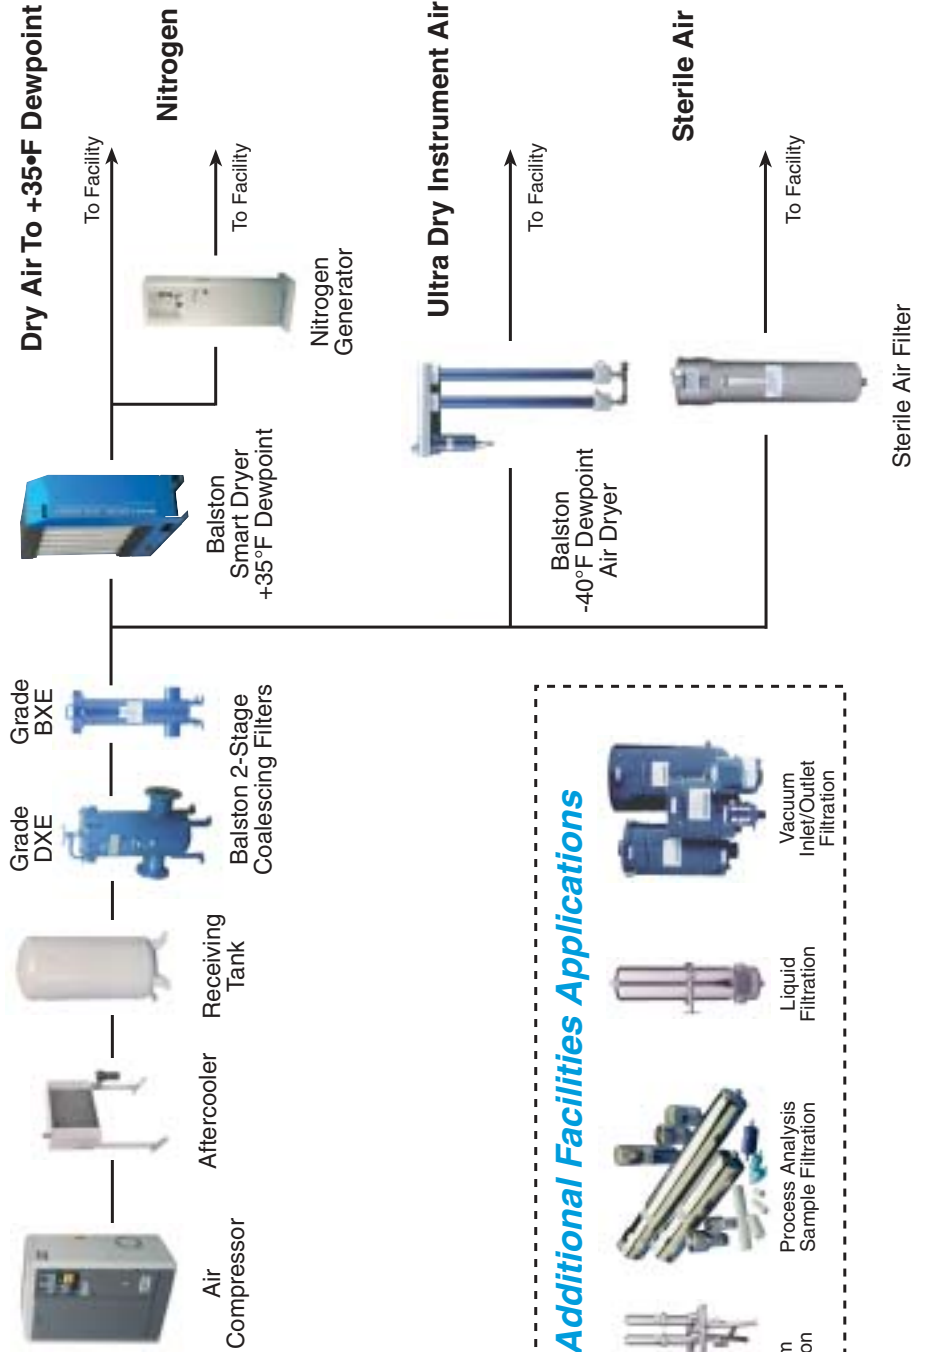 Air
Compressor
Aftercooler
Receiving
Tank
Grade
DXE
Grade
BXE
Balston 2-Stage
Coalescing Filters
Balston
Smart Dryer
+35°F Dewpoint
Dry Air To +35•F Dewpoint
To Facility
Nitrogen
Generator
Nitrogen
To Facility
Balston
-40°F Dewpoint
Air Dryer
Ultra Dry Instrument Air
To Facility
Sterile Air Filter
Sterile Air
To Facility
Additional Facilities Applications
Process Analysis
Sample Filtration
Liquid
Filtration
Vacuum
Inlet/Outlet
Filtration